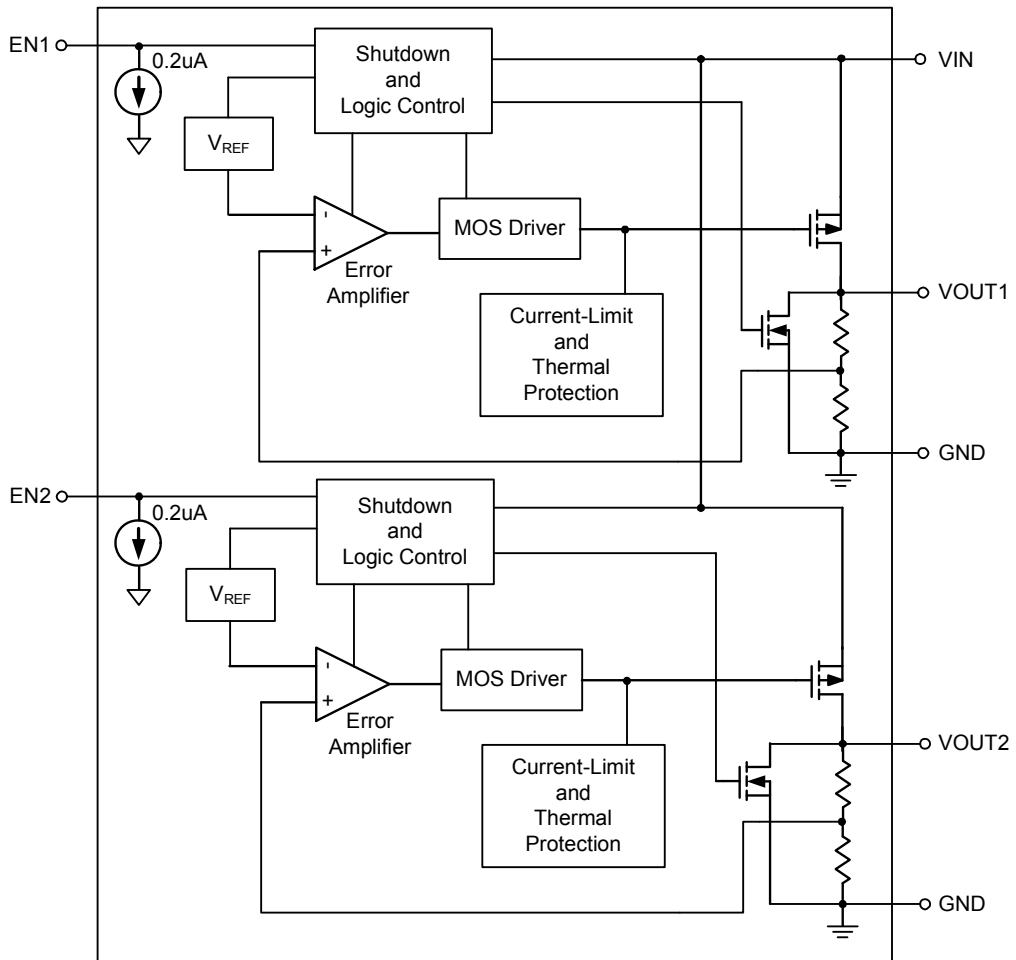 EN1
0.2uA
Shutdown
and
Logic Control
VIN
VREF
-
+
MOS Driver
Error
Amplifier
Current-Limit
and
Thermal
Protection
VOUT1
GND
EN2
0.2uA
Shutdown
and
Logic Control
VREF
-
+
MOS Driver
Error
Amplifier
Current-Limit
and
Thermal
Protection
VOUT2
GND